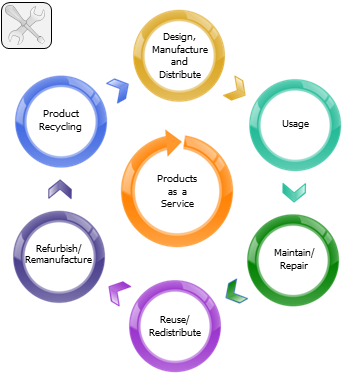 Design,
Manufacture
and
Distribute
Usage
Maintain/
Repair
Reuse/
Redistribute
Refurbish/
Remanufacture
Product
Recycling
Products
as a
Service